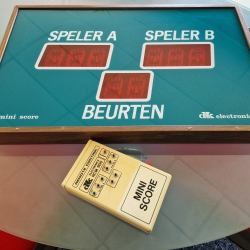 SPELER A SPELER B
BEURTEN
mini score
electronic
MINI
SCORE